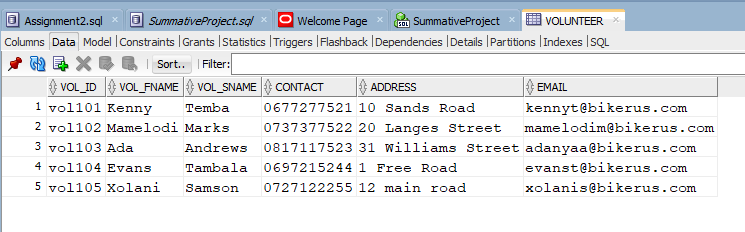 Assignment2.sql SummativeProject.sql Welcome Page SummativeProject VOLUNTEER
Columns Data Model Constraints Grants Statistics Triggers Flashback Dependencies Details Partitions Indexes SQL
Sort.. Filter:
VOL_ID VOL_FNAME VOL_SNAME CONTACT ADDRESS EMAIL
1 vol101 Kenny Temba 0677277521 10 Sands Road kennyt@bikerus.com
2 vol102 Mamelodi Marks 0737377522 20 Langes Street mamelodim@bikerus.com
3 vol103 Ada Andrews 0817117523 31 Williams Street adanyaa@bikerus.com
4 vol104 Evans Tambala 0697215244 1 Free Road evanst@bikerus.com
5 vol105 Xolani Samson 0727122255 12 main road xolanis@bikerus.com